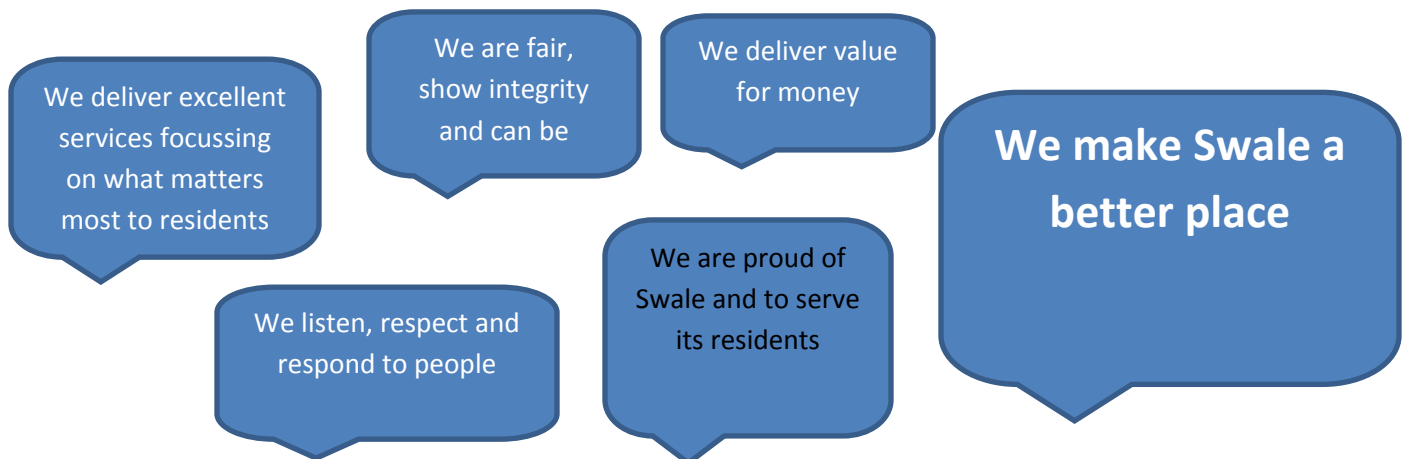 We deliver excellent
services focussing
on what matters
most to residents
We are fair,
show integrity
and can be
We deliver value
for money
We make Swale a
better place
We listen, respect and
respond to people
We are proud of
Swale and to serve
its residents